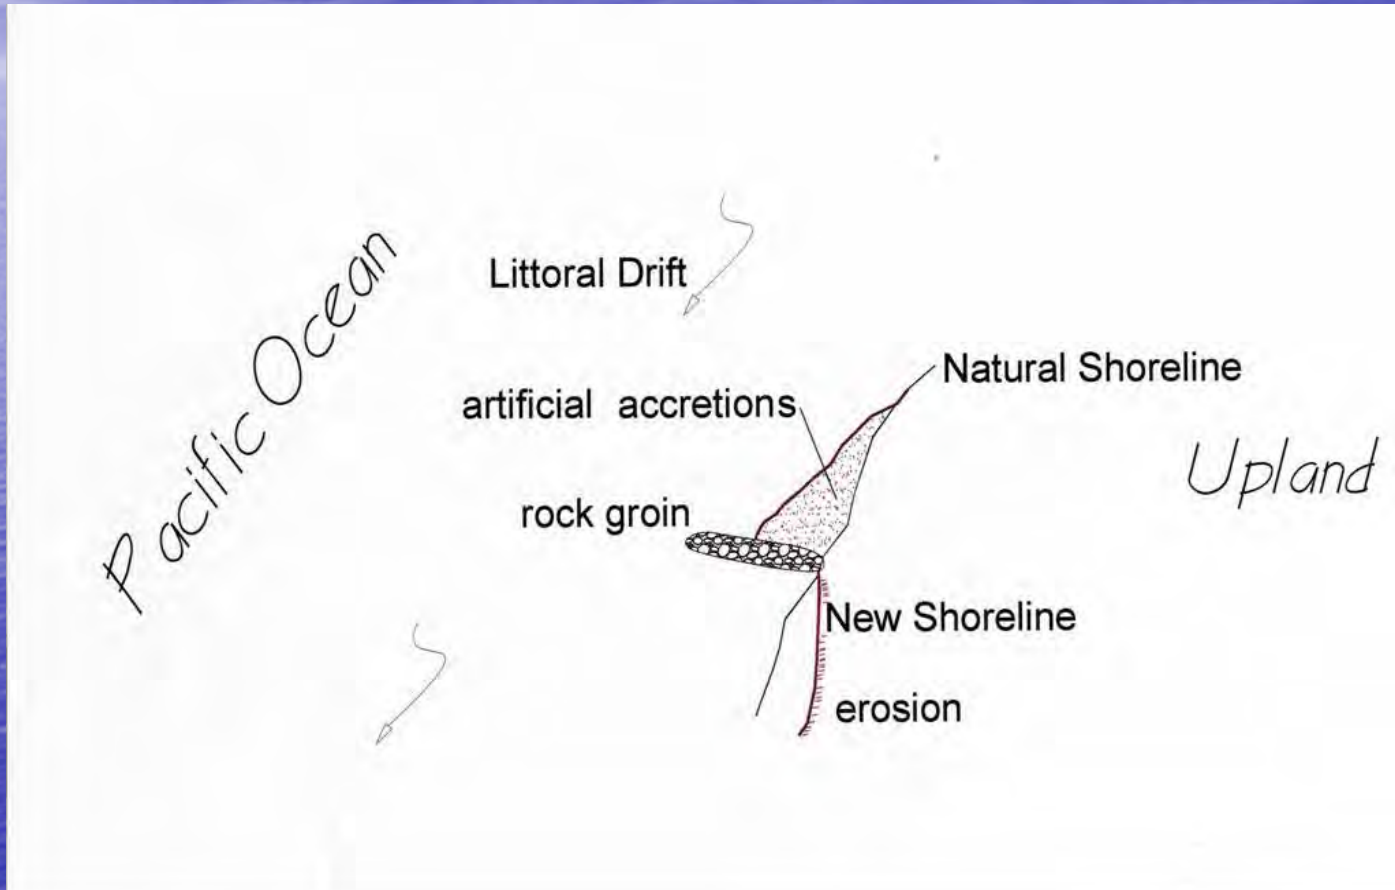 Pacific Ocean
Littoral Drift
Natural Shoreline
artificial accretions
Upland
rock groin
New Shoreline
erosion